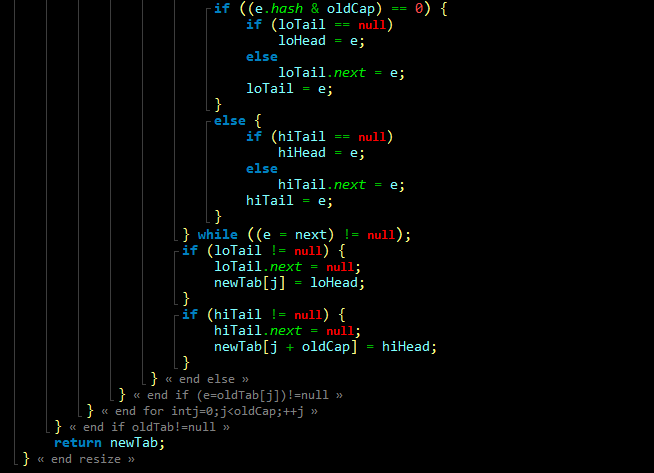 if ((e.hash & oldCap) == 0) {
if (loTail == null)
loHead = e;
else
loTail.next = e;
loTail = e;
}
else {
if (hiTail == null)
hiHead = e;
else
hiTail.next = e;
hiTail = e;
}
} while ((e = next) != null);
if (loTail != null) {
loTail.next = null;
newTab[j] = loHead;
}
if (hiTail != null) {
hiTail.next = null;
newTab[j + oldCap] = hiHead;
}
} « end else »
} « end if (e=oldTab[j])!=null »
} « end for intj=0;j<oldCap;++j »
} « end if oldTab!=null »
return newTab;
} « end resize »